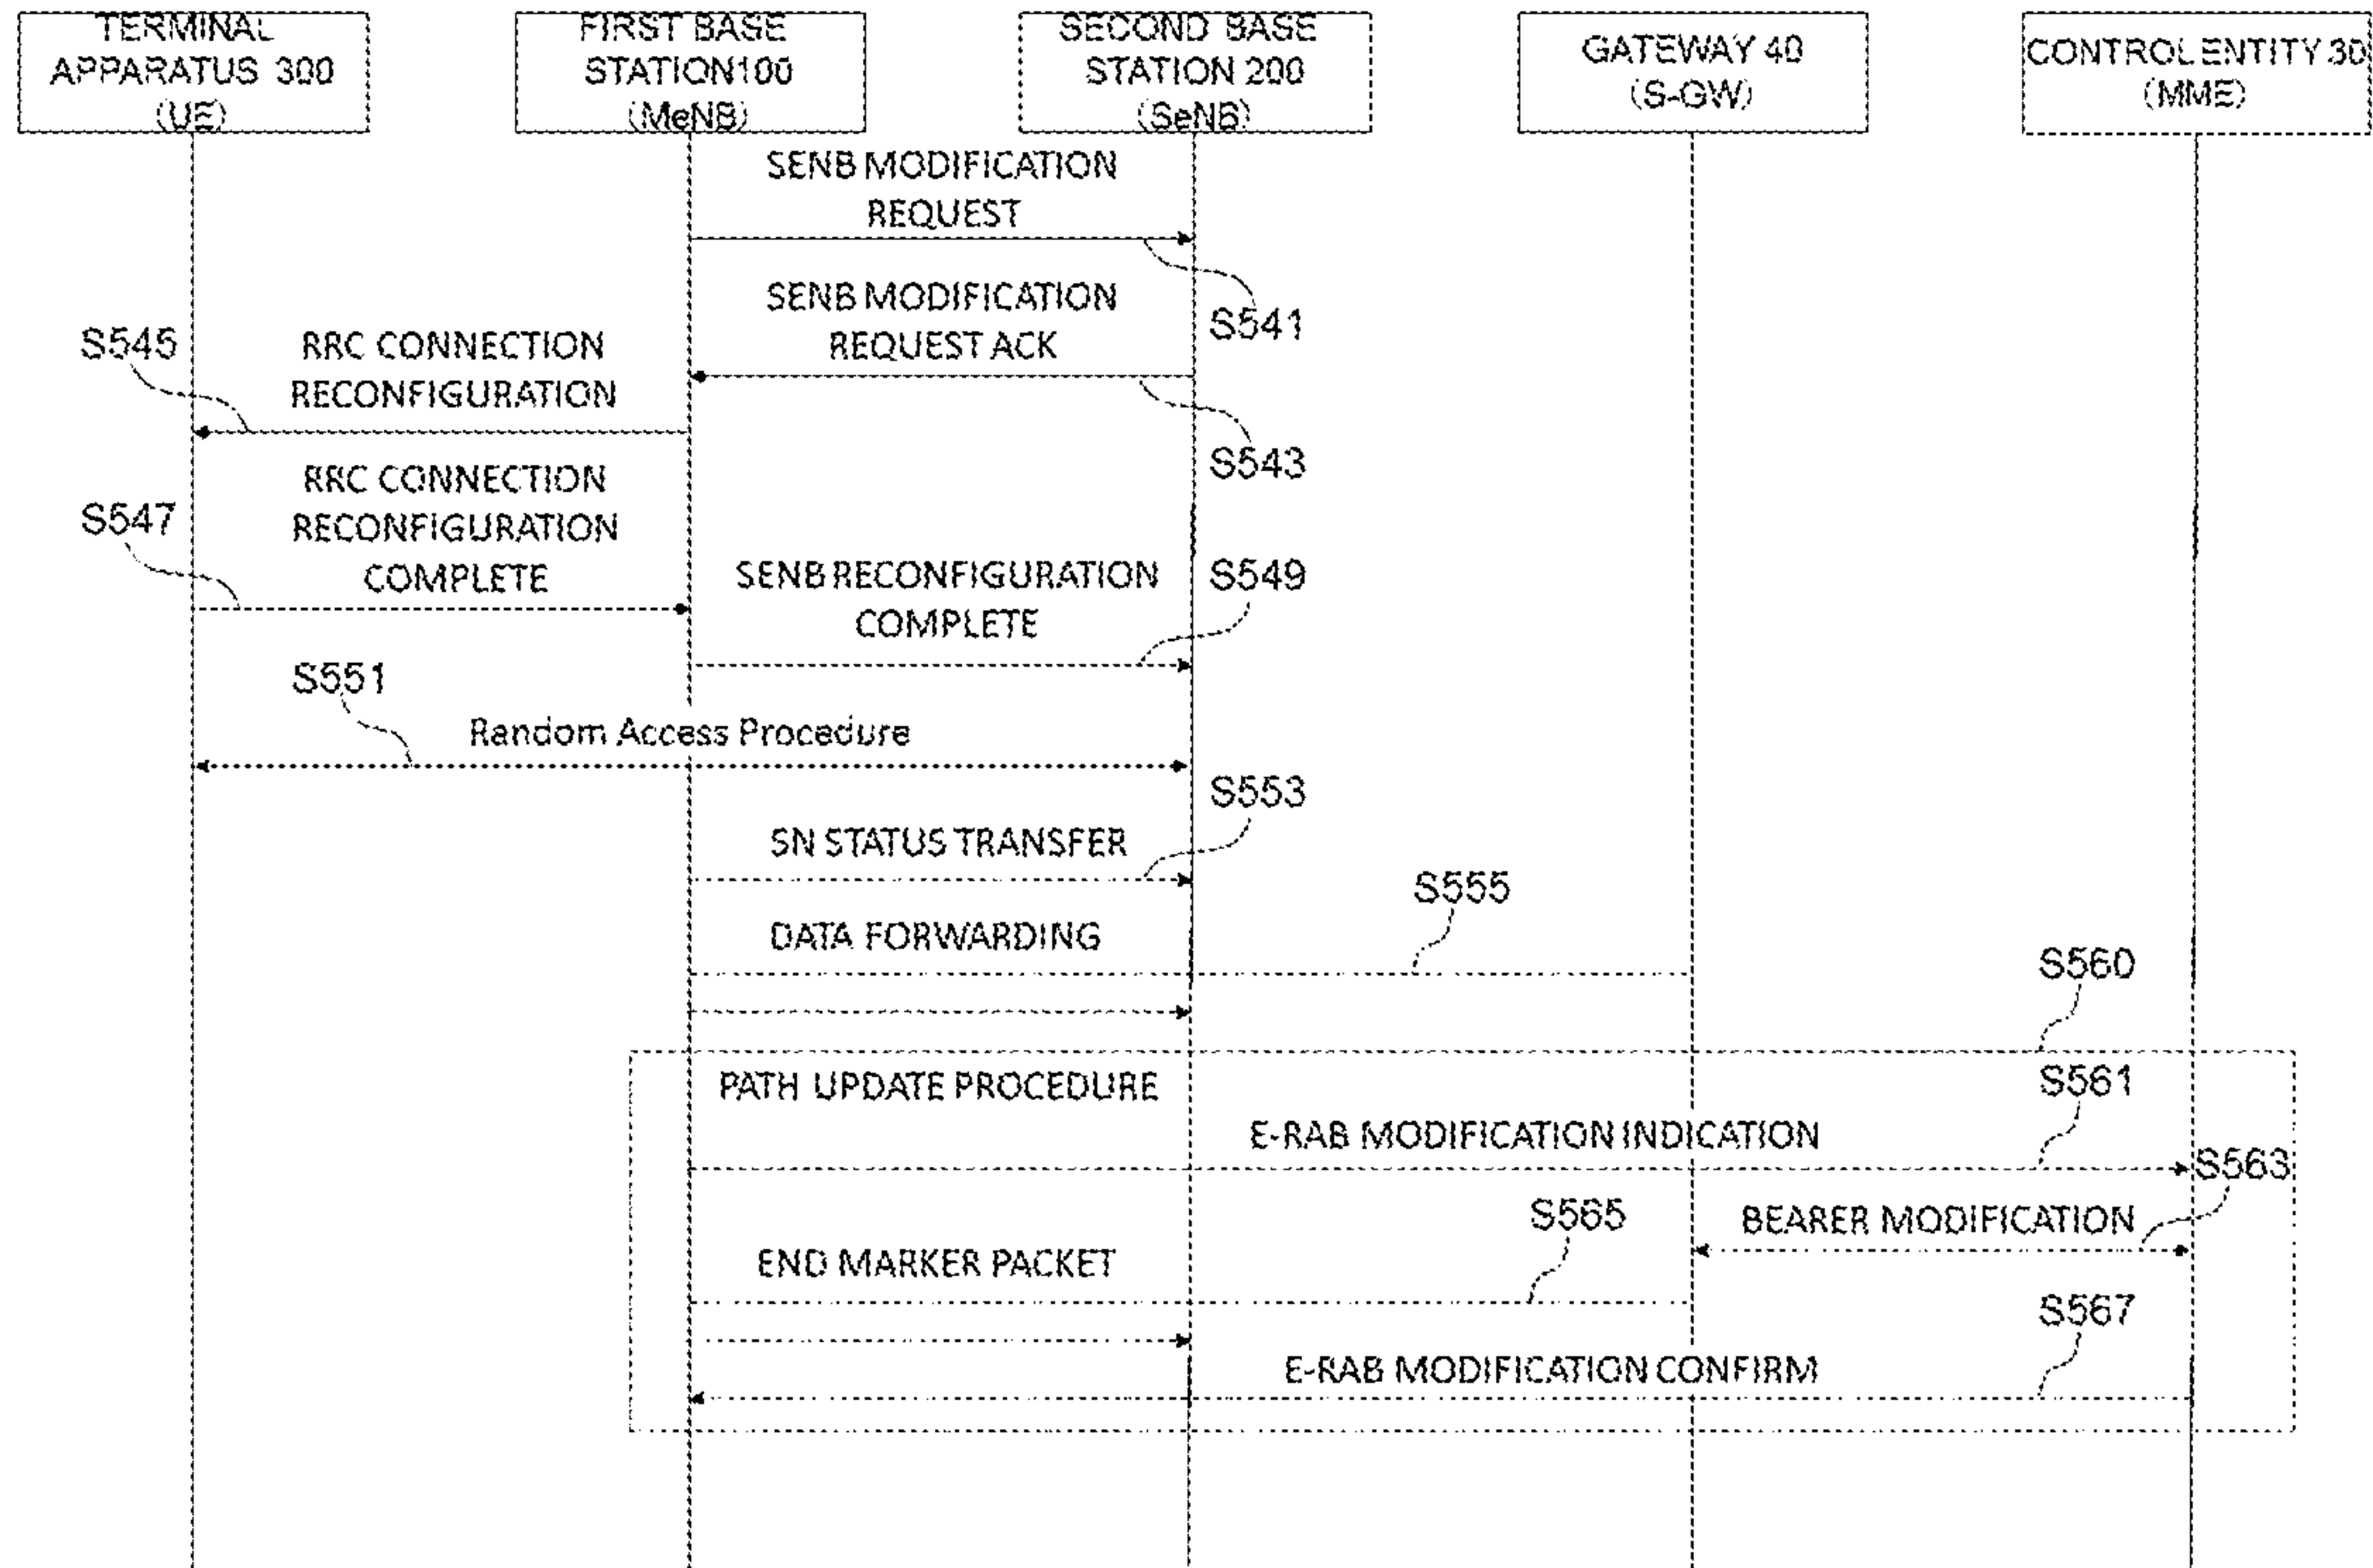 TERMINAL
APPARATUS 300
(UE)
FIRST BASE
STATION100
(MeNB)
SECOND BASE
STATION 200
(SeNB)
GATEWAY 40
(S-GW)
CONTROL ENTITY 30
(MME)
SENB MODIFICATION
REQUEST
S541
SENB MODIFICATION
REQUEST ACK
S543
S545
RRC CONNECTION
RECONFIGURATION
S547
RRC CONNECTION
RECONFIGURATION
COMPLETE
SENB RECONFIGURATION
COMPLETE
S549
S551
Random Access Procedure
S553
SN STATUS TRANSFER
S555
DATA FORWARDING
S560
PATH UPDATE PROCEDURE
S561
E-RAB MODIFICATION INDICATION
S563
BEARER MODIFICATION
S565
END MARKER PACKET
S567
E-RAB MODIFICATION CONFIRM